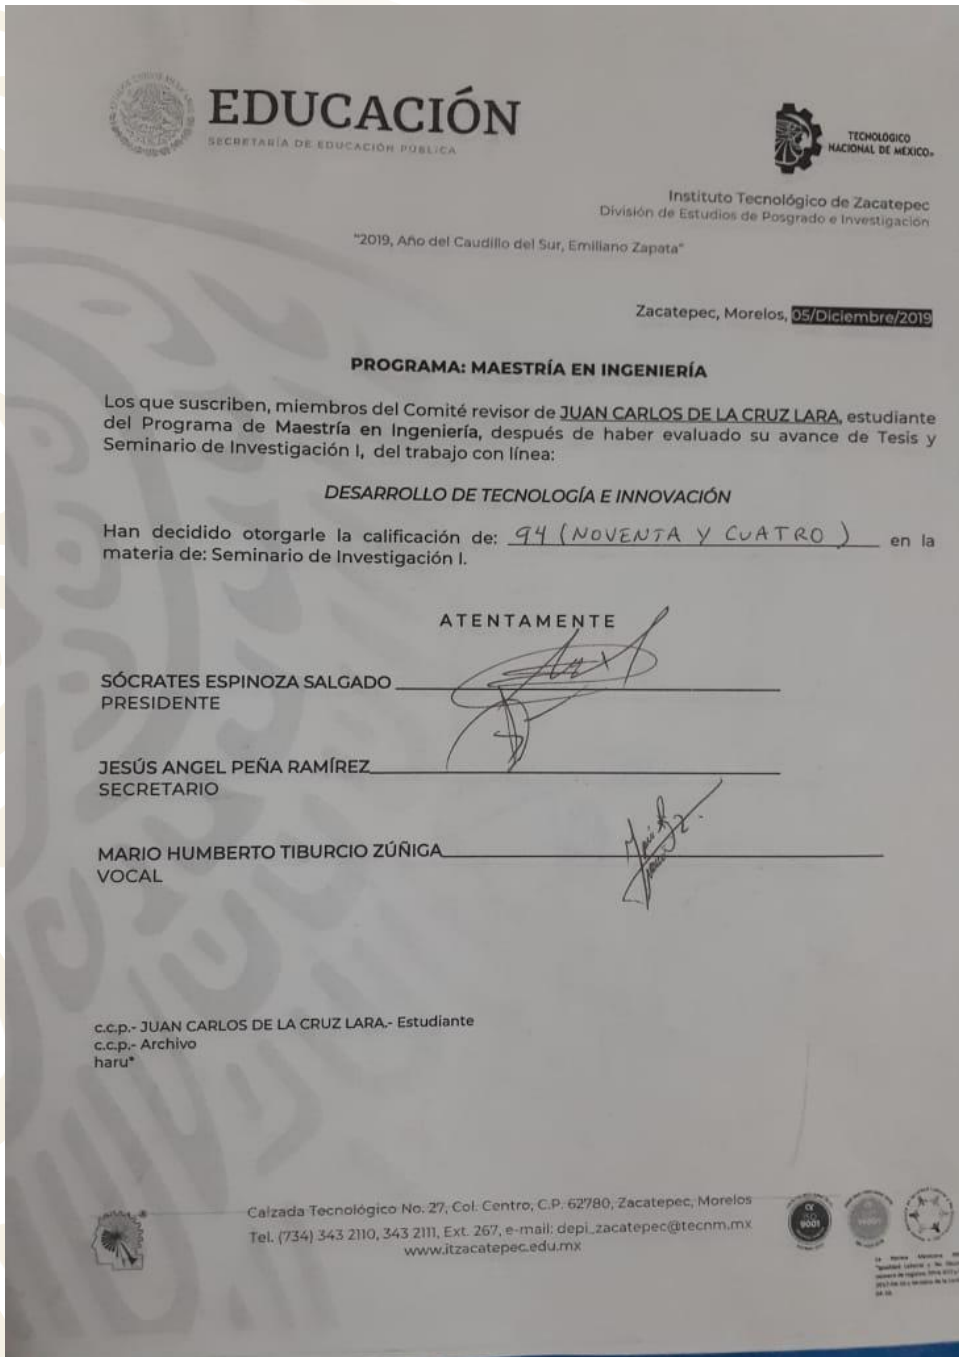 EDUCACIÓN
SECRETARÍA DE EDUCACIÓN PÚBLICA
TECNOLÓGICO
NACIONAL DE MÉXICO
Instituto Tecnológico de Zacatepec
División de Estudios de Posgrado e Investigación
"2019, Año del Caudillo del Sur, Emiliano Zapata"
Zacatepec, Morelos, 05/Diciembre/2019
PROGRAMA: MAESTRÍA EN INGENIERÍA
Los que suscriben, miembros del Comité revisor de JUAN CARLOS DE LA CRUZ LARA, estudiante
del Programa de Maestría en Ingeniería, después de haber evaluado su avance de Tesis y
Seminario de Investigación I, del trabajo con línea:
DESARROLLO DE TECNOLOGÍA E INNOVACIÓN
Han decidido otorgarle la calificación de: 94 (NOVENTA Y CUATRO) en la
materia de: Seminario de Investigación I.
ATENTAMENTE
SÓCRATES ESPINOZA SALGADO
PRESIDENTE
JESÚS ANGEL PEÑA RAMÍREZ
SECRETARIO
MARIO HUMBERTO TIBURCIO ZÚÑIGA
VOCAL
c.c.p.- JUAN CARLOS DE LA CRUZ LARA.- Estudiante
c.c.p.- Archivo
haru*
Calzada Tecnológico No. 27, Col. Centro, C.P. 62780, Zacatepec, Morelos
Tel. (734) 343 2110, 343 2111, Ext. 267, e-mail: depi_zacatepec@tecnm.mx
www.itzacatepec.edu.mx
9001